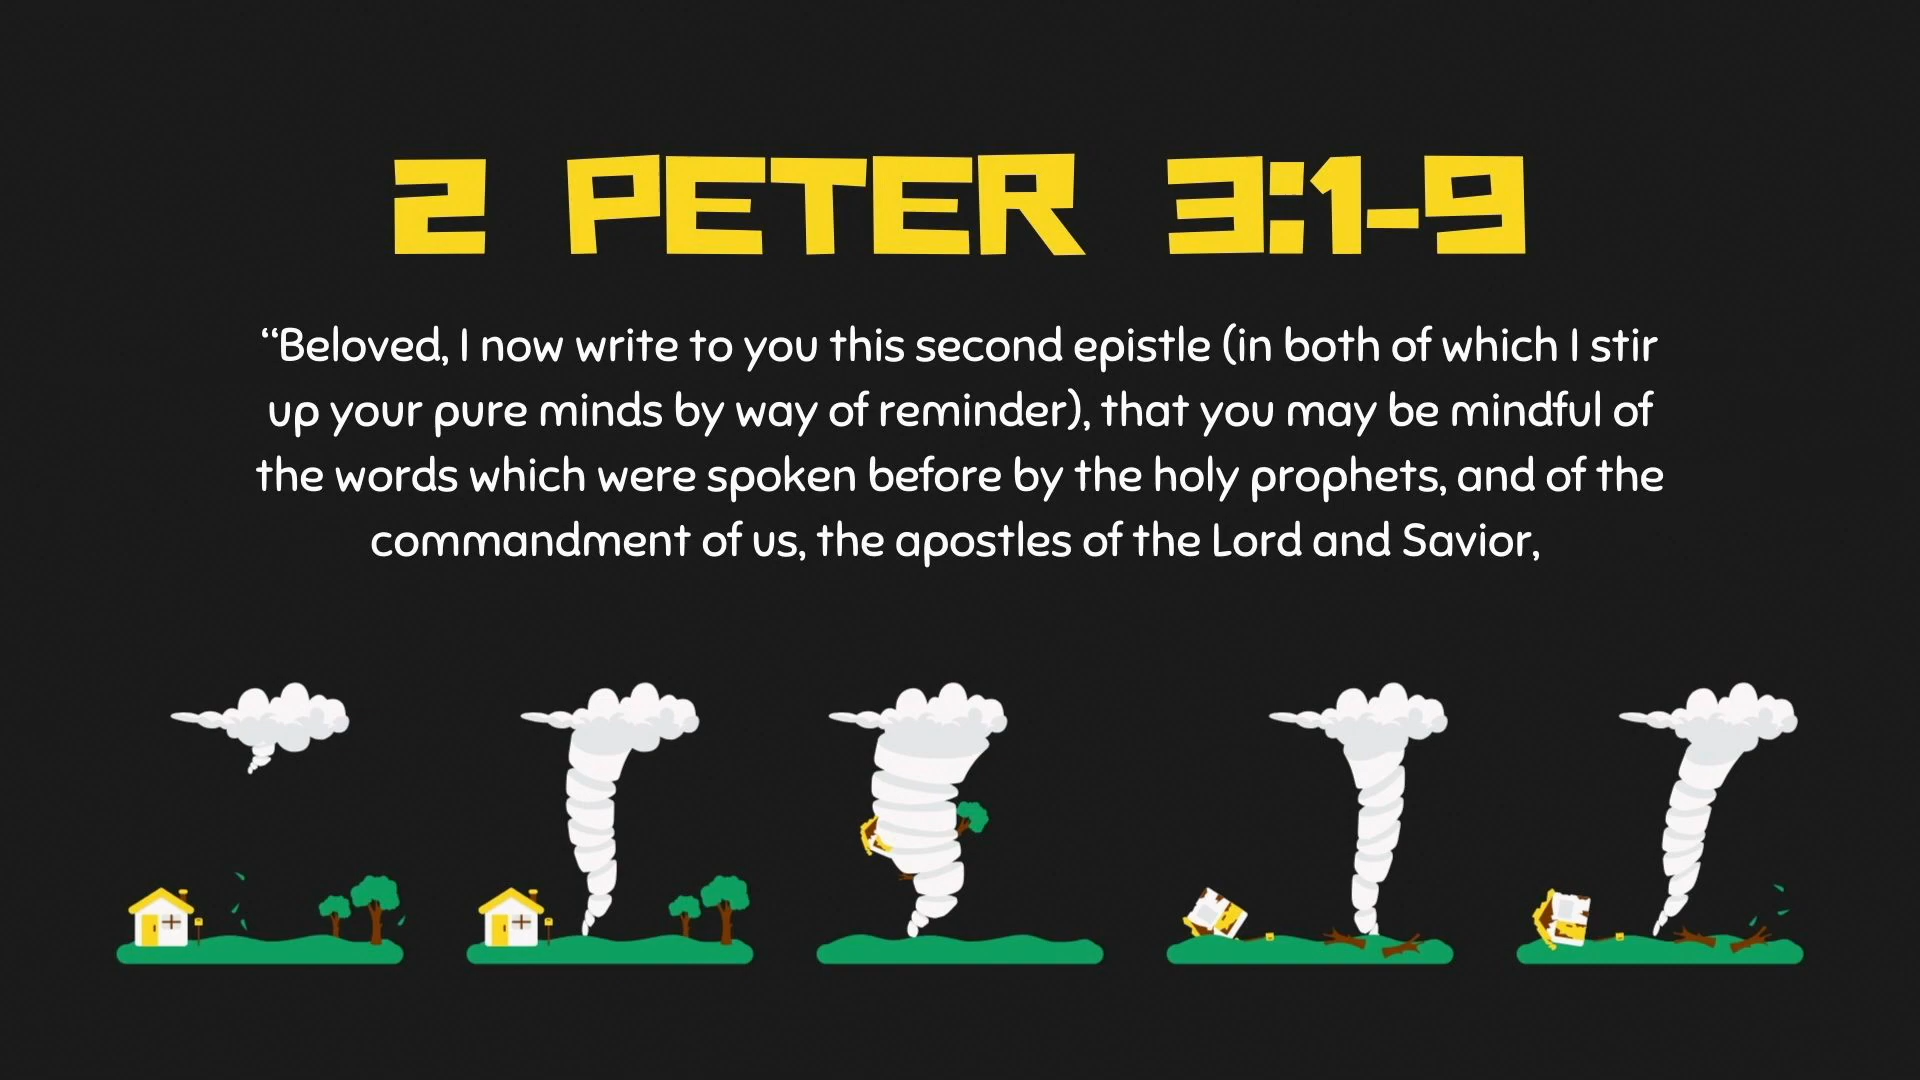 2 PETER 3:1-9
“Beloved, I now write to you this second epistle (in both of which I stir
up your pure minds by way of reminder), that you may be mindful of
the words which were spoken before by the holy prophets, and of the
commandment of us, the apostles of the Lord and Savior,